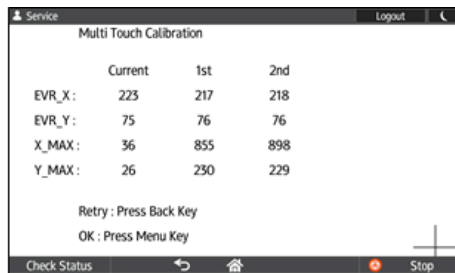 Service Logout
Multi Touch Calibration
Current 1st 2nd
EVR_X : 223 217 218
EVR_Y : 75 76 76
X_MAX : 36 855 898
Y_MAX : 26 230 229
Retry : Press Back Key
OK : Press Menu Key
Check Status Stop